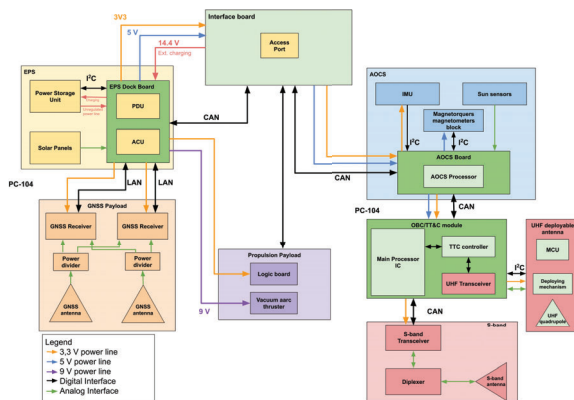 3V3
5 V
14.4 V
Ext. charging
Interface board
Access
Port
EPS
I²C
EPS Dock Board
Power Storage
Unit
PDU
ACU
Solar Panels
CAN
PC-104
LAN
LAN
GNSS Payload
GNSS Receiver
GNSS Receiver
Power
divider
Power
divider
GNSS
antenna
GNSS
antenna
Propulsion Payload
Logic board
Vacuum aarc
thruster
9 V
AOCS
IMU
Sun sensors
Magnetorquers
magnetometers
block
I²C
I²C
AOCS Board
AOCS Processor
CAN
CAN
PC-104
OBC/TT&C module
Main Processor
IC
TTC controller
UHF Transceiver
I²C
UHF deployable
antenna
MCU
Deploying
mechanism
UHF
quadrupole
CAN
S-band
S-band
Transceiver
Diplexer
S-band
antenna
Legend
3,3 V power line
5 V power line
9 V power line
Digital Interface
Analog Interface